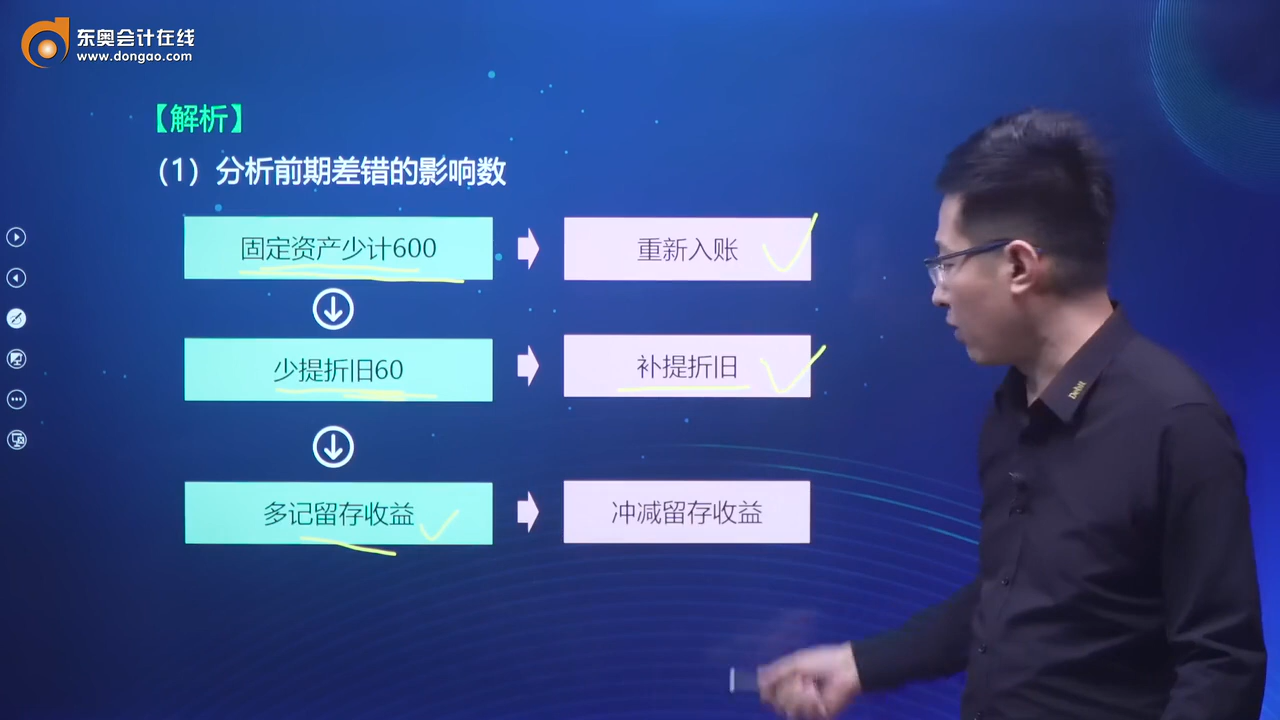 东奥会计在线
www.dongao.com
【解析】
（1）分析前期差错的影响数
固定资产少计600
重新入账
少提折旧60
补提折旧
多记留存收益
冲减留存收益
Debit